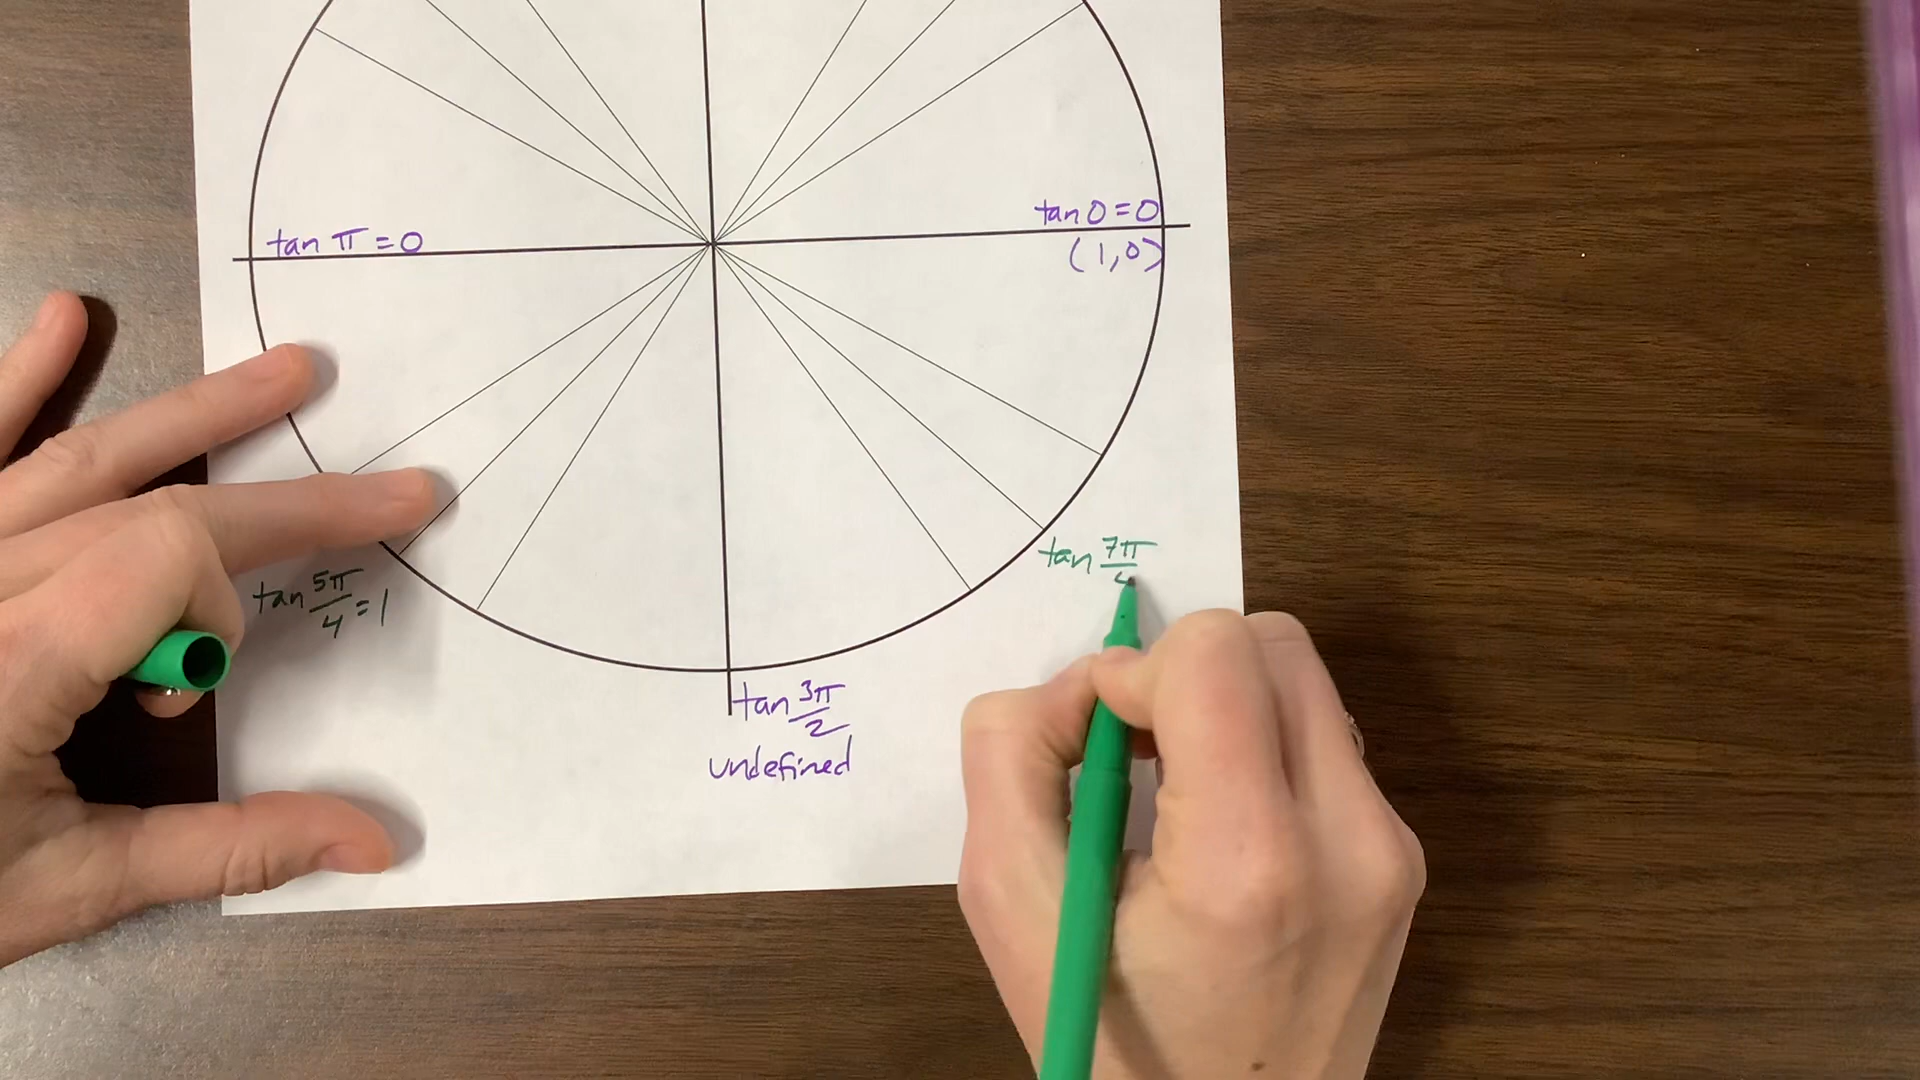 tan 0 = 0
tan π = 0
(1,0)
tan 7π/4
tan 5π/4 = 1
tan 3π/2
undefined